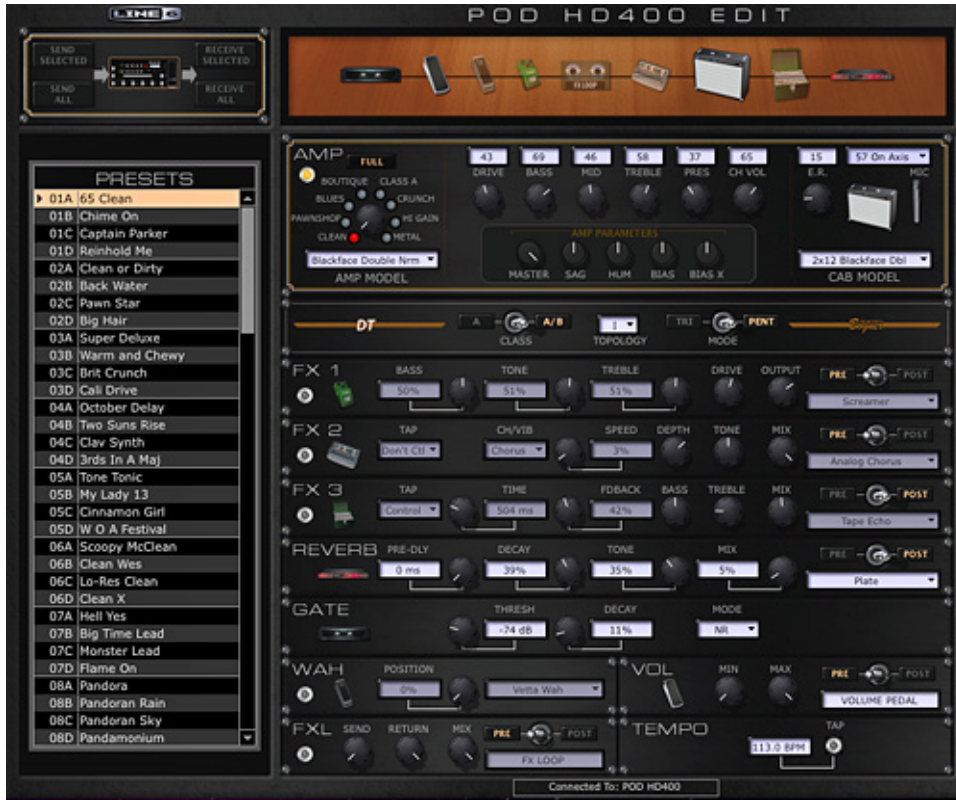 LINE 6
POD HD400 EDIT
SEND SELECTED
RECEIVE SELECTED
SEND ALL
RECEIVE ALL
FX LOOP
PRESETS
01A 65 Clean
01B Chime On
01C Captain Parker
01D Reinhold Me
02A Clean or Dirty
02B Back Water
02C Pawn Star
02D Big Hair
03A Super Deluxe
03B Warm and Chewy
03C Brit Crunch
03D Cali Drive
04A October Delay
04B Two Suns Rise
04C Clav Synth
04D 3rds In A Maj
05A Tone Tonic
05B My Lady 13
05C Cinnamon Girl
05D W O A Festival
06A Scoopy McClean
06B Clean Wes
06C Lo-Res Clean
06D Clean X
07A Hell Yes
07B Big Time Lead
07C Monster Lead
07D Flame On
08A Pandora
08B Pandoran Rain
08C Pandoran Sky
08D Pandamonium
AMP FULL
43 69 46 58 37 65 15 57 On Axis
DRIVE BASS MID TREBLE PRES CH VOL E.R. MIC
BOUTIQUE CLASS A
BLUES CRUNCH
PAWNSHOP HI GAIN
CLEAN METAL
Blackface Double Nrm
AMP MODEL
AMP PARAMETERS
MASTER SAG HUM BIAS BIAS X
2x12 Blackface Dbl
CAB MODEL
DT A A/B I TRI PENT Bogner
CLASS TOPOLOGY MODE
FX 1 BASS TONE TREBLE DRIVE OUTPUT PRE POST
50% 51% 51% Screamer
FX 2 TAP CH/VIB SPEED DEPTH TONE MIX PRE POST
Don't Ctl Chorus 3% Analog Chorus
FX 3 TAP TIME FDBACK BASS TREBLE MIX PRE POST
Control 504 ms 42% Tape Echo
REVERB PRE-DLY DECAY TONE MIX PRE POST
0 ms 39% 35% 5% Plate
GATE THRESH DECAY MODE
-74 dB 11% NR
WAH POSITION
0% Vetta Wah
VOL MIN MAX PRE POST
VOLUME PEDAL
FXL SEND RETURN MIX PRE POST
FX LOOP
TEMPO TAP
113.0 BPM
Connected To: POD HD400